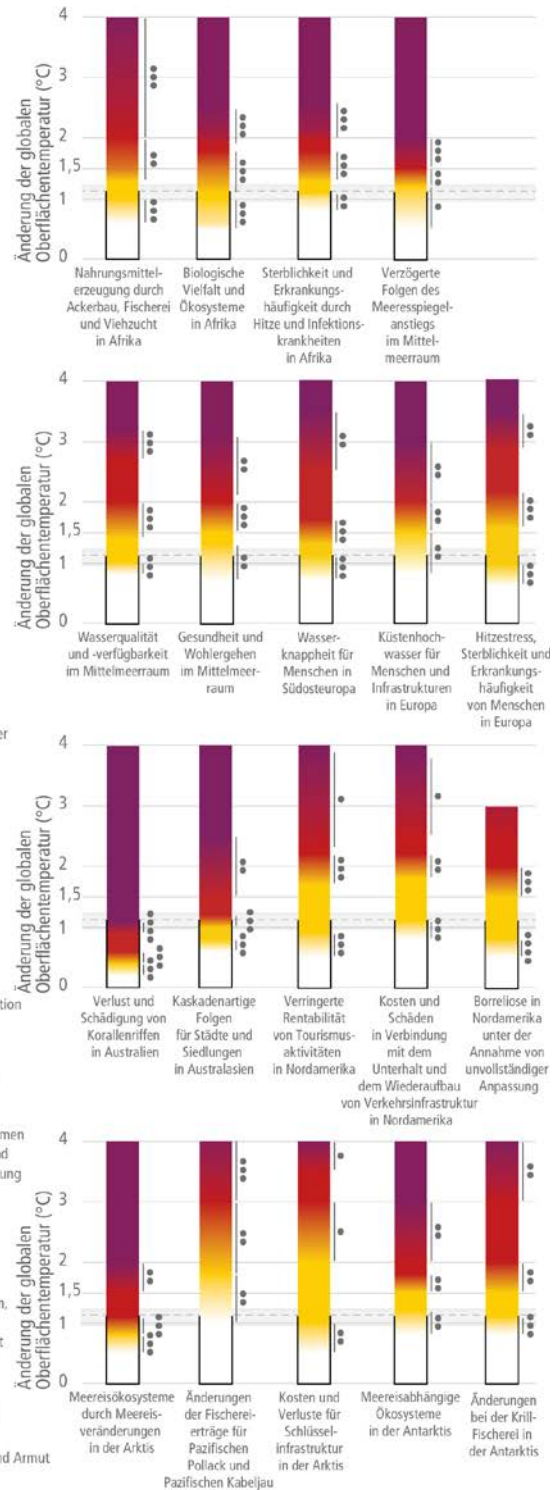 Änderung der globalen
Oberflächentemperatur (°C)
4
3
2
1,5
1
0
Nahrungsmittel-
erzeugung durch
Ackerbau, Fischerei
und Viehzucht
in Afrika
Biologische
Vielfalt und
Ökosysteme
in Afrika
Sterblichkeit und
Erkrankungs-
häufigkeit durch
Hitze und Infektions-
krankheiten
in Afrika
Verzögerte
Folgen des
Meeresspiegel-
anstiegs
im Mittel-
meerraum
Änderung der globalen
Oberflächentemperatur (°C)
4
3
2
1,5
1
0
Wasserqualität
und -verfügbarkeit
im Mittelmeerraum
Gesundheit und
Wohlergehen
im Mittelmeer-
raum
Wasser-
knappheit für
Menschen in
Südosteuropa
Küstenhoch-
wasser für
Menschen und
Infrastrukturen
in Europa
Hitzestress,
Sterblichkeit und
Erkrankungs-
häufigkeit
von Menschen
in Europa
er
Änderung der globalen
Oberflächentemperatur (°C)
4
3
2
1,5
1
0
Verlust und
Schädigung von
Korallenriffen
in Australien
Kaskadenartige
Folgen
für Städte und
Siedlungen
in Australasien
Verringerte
Rentabilität
von Tourismus-
aktivitäten
in Nordamerika
Kosten und
Schäden
in Verbindung
mit dem
Unterhalt und
dem Wiederaufbau
von Verkehrsinfrastruktur
in Nordamerika
Borreliose in
Nordamerika
unter der
Annahme von
unvollständiger
Anpassung
tion
men
nd
ung
n,
t
nd Armut
Änderung der globalen
Oberflächentemperatur (°C)
4
3
2
1,5
1
0
Meereisökosysteme
durch Meereis-
veränderungen
in der Arktis
Änderungen
der Fischerei-
erträge für
Pazifischen
Pollack und
Pazifischen Kabeljau
Kosten und
Verluste für
Schlüssel-
infrastruktur
in der Arktis
Meereisabhängige
Ökosysteme
in der Antarktis
Änderungen
bei der Krill-
Fischerei in
der Antarktis